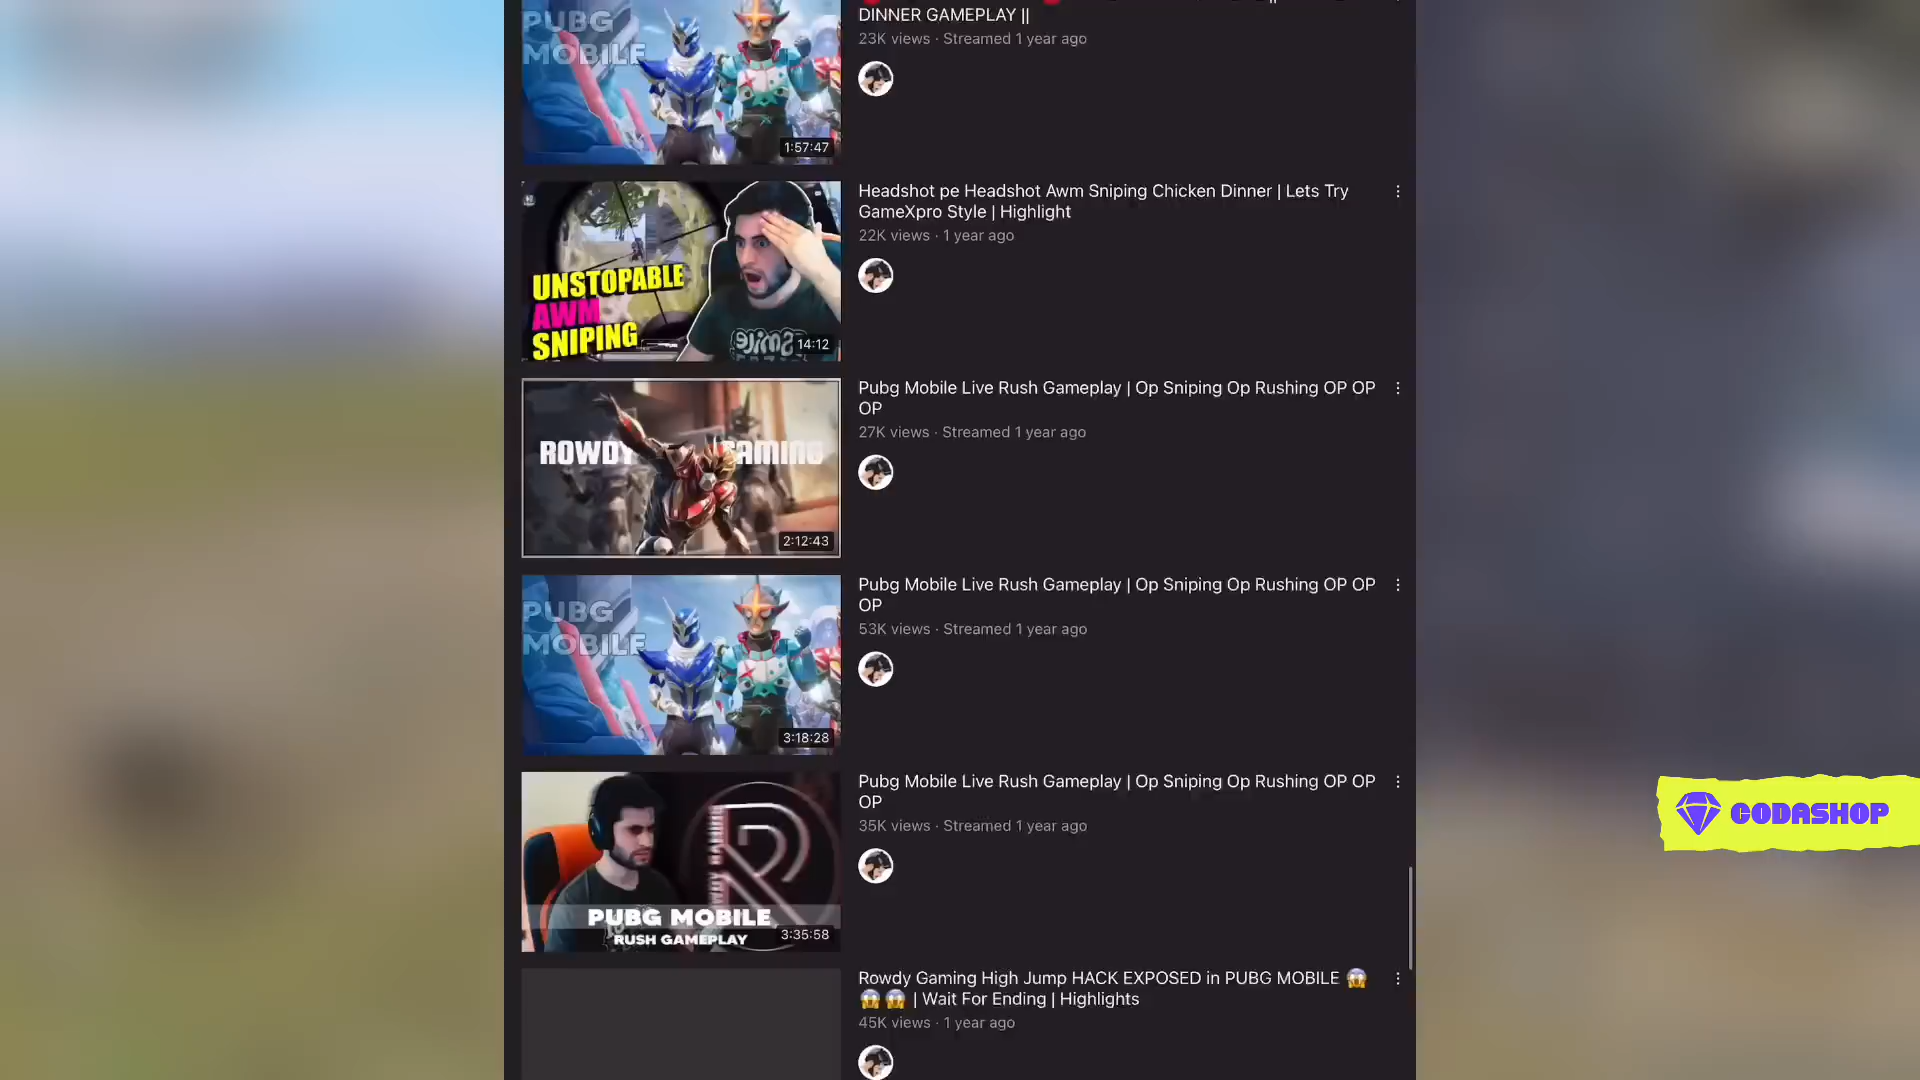 DINNER GAMEPLAY ||
23K views · Streamed 1 year ago
PUBG
MOBILE
1:57:47
Headshot pe Headshot Awm Sniping Chicken Dinner | Lets Try
GameXpro Style | Highlight
22K views · 1 year ago
UNSTOPABLE
AWM
SNIPING
Smile
14:12
Pubg Mobile Live Rush Gameplay | Op Sniping Op Rushing OP OP
OP
27K views · Streamed 1 year ago
ROWDY GAMING
2:12:43
Pubg Mobile Live Rush Gameplay | Op Sniping Op Rushing OP OP
OP
53K views · Streamed 1 year ago
PUBG
MOBILE
3:18:28
Pubg Mobile Live Rush Gameplay | Op Sniping Op Rushing OP OP
OP
35K views · Streamed 1 year ago
R
PUBG MOBILE
RUSH GAMEPLAY
3:35:58
CODASHOP
Rowdy Gaming High Jump HACK EXPOSED in PUBG MOBILE 😱
😱😱 | Wait For Ending | Highlights
45K views · 1 year ago